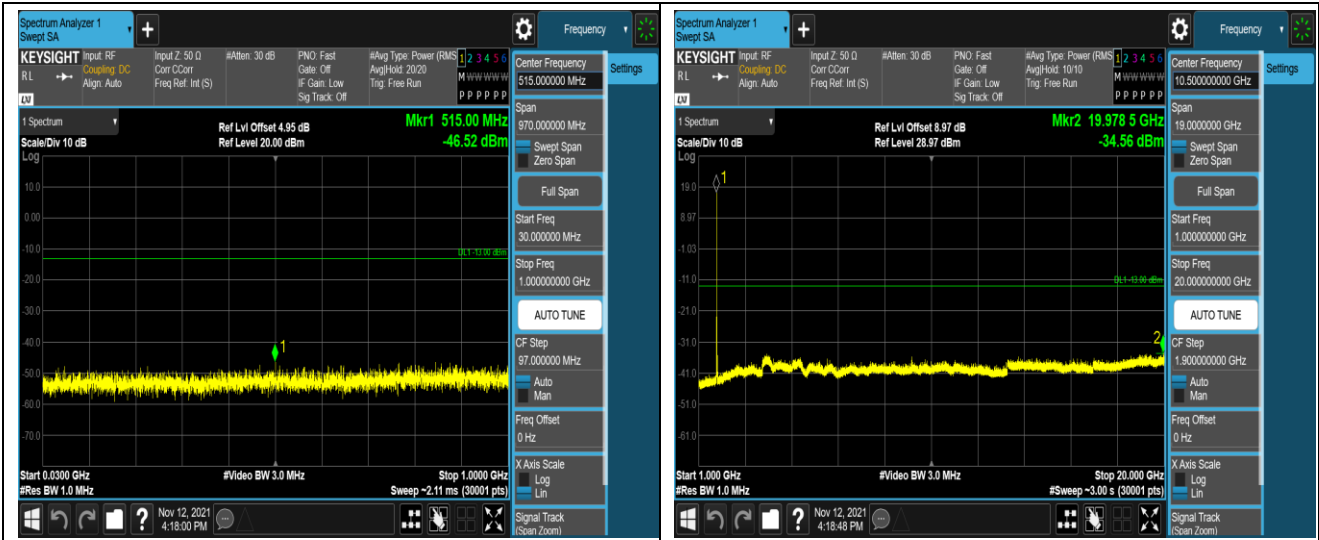 Spectrum Analyzer 1
Swept SA
+
Frequency
KEYSIGHT
RL
LXI
Input: RF
Coupling: DC
Align: Auto
Input Z: 50 Ω
Corr CCorr
Freq Ref: Int (S)
#Atten: 30 dB
PNO: Fast
Gate: Off
IF Gain: Low
Sig Track: Off
#Avg Type: Power (RMS
Avg|Hold: 20/20
Trig: Free Run
1 2 3 4 5 6
M W W W W W
P P P P P P
1 Spectrum
Scale/Div 10 dB
Log
Ref Lvl Offset 4.95 dB
Ref Level 20.00 dBm
Mkr1 515.00 MHz
-46.52 dBm
10.0
0.00
-10.0
DL1 -13.00 dBm
-20.0
-30.0
-40.0
1
-50.0
-60.0
-70.0
Start 0.0300 GHz
#Res BW 1.0 MHz
#Video BW 3.0 MHz
Stop 1.0000 GHz
Sweep ~2.11 ms (30001 pts)
Center Frequency
515.000000 MHz
Settings
Span
970.000000 MHz
Swept Span
Zero Span
Full Span
Start Freq
30.000000 MHz
Stop Freq
1.000000000 GHz
AUTO TUNE
CF Step
97.000000 MHz
Auto
Man
Freq Offset
0 Hz
X Axis Scale
Log
Lin
Signal Track
(Span Zoom)
?
Nov 12, 2021
4:18:00 PM
Spectrum Analyzer 1
Swept SA
+
Frequency
KEYSIGHT
RL
LXI
Input: RF
Coupling: DC
Align: Auto
Input Z: 50 Ω
Corr CCorr
Freq Ref: Int (S)
#Atten: 30 dB
PNO: Fast
Gate: Off
IF Gain: Low
Sig Track: Off
#Avg Type: Power (RMS
Avg|Hold: 10/10
Trig: Free Run
1 2 3 4 5 6
M W W W W W
P P P P P P
1 Spectrum
Scale/Div 10 dB
Log
Ref Lvl Offset 8.97 dB
Ref Level 28.97 dBm
Mkr2 19.978 5 GHz
-34.56 dBm
1
19.0
8.97
-1.03
-11.0
DL1 -13.00 dBm
-21.0
-31.0
2
-41.0
-51.0
-61.0
Start 1.000 GHz
#Res BW 1.0 MHz
#Video BW 3.0 MHz
Stop 20.000 GHz
#Sweep ~3.00 s (30001 pts)
Center Frequency
10.500000000 GHz
Settings
Span
19.0000000 GHz
Swept Span
Zero Span
Full Span
Start Freq
1.000000000 GHz
Stop Freq
20.000000000 GHz
AUTO TUNE
CF Step
1.900000000 GHz
Auto
Man
Freq Offset
0 Hz
X Axis Scale
Log
Lin
Signal Track
(Span Zoom)
?
Nov 12, 2021
4:18:48 PM